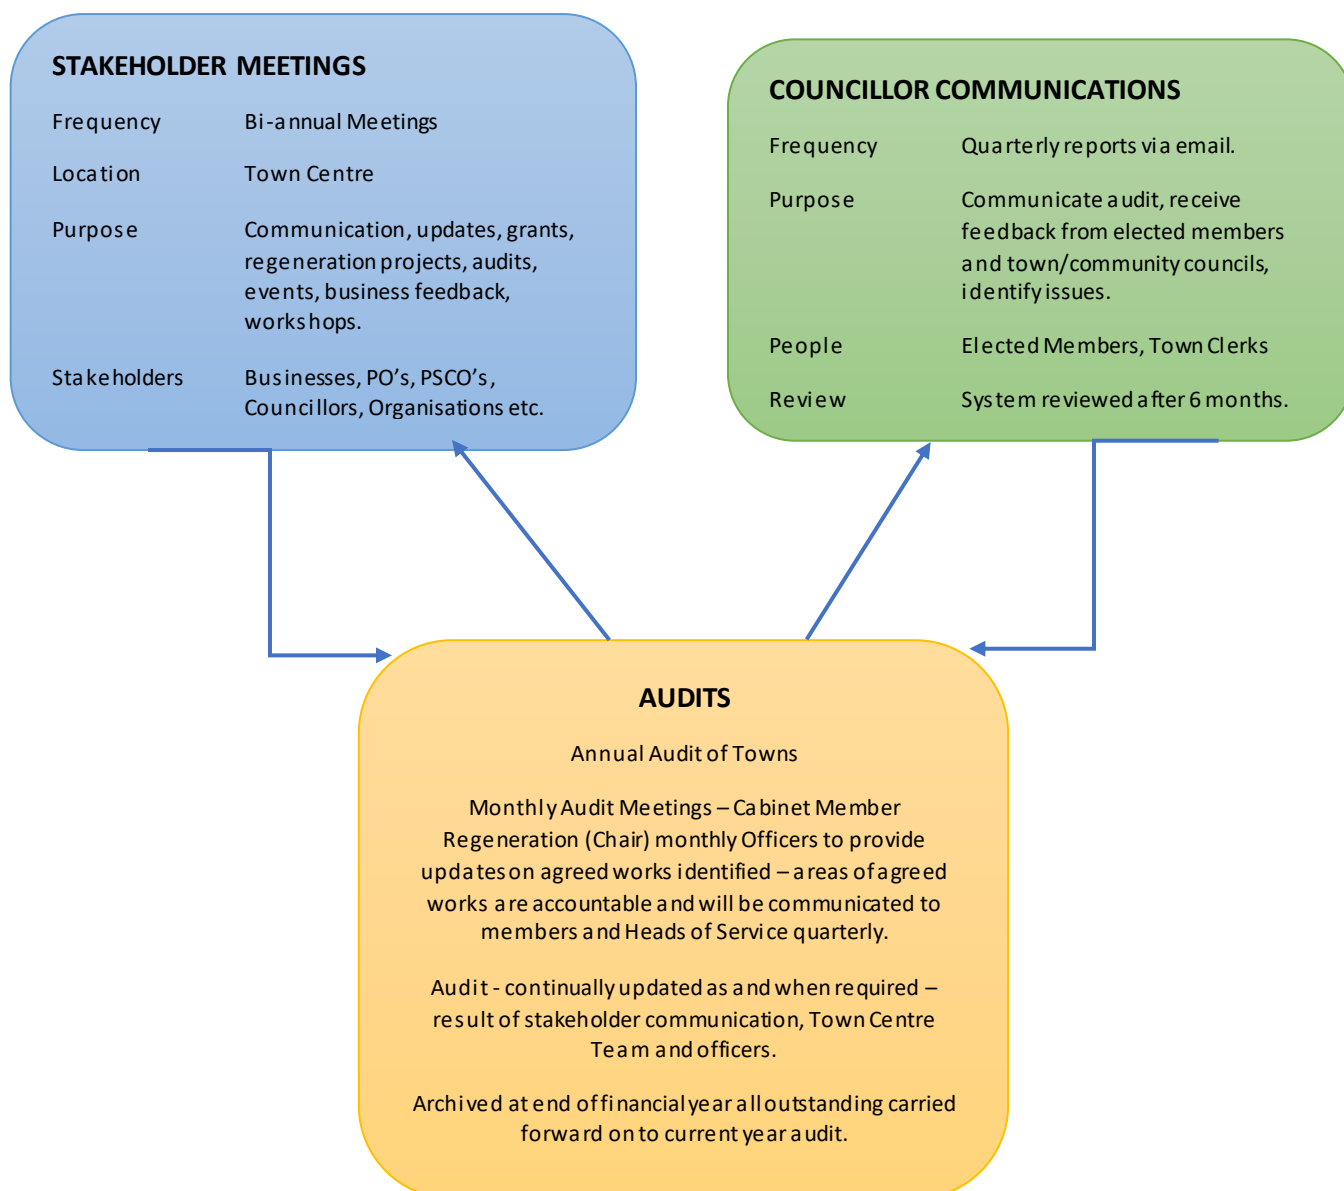 STAKEHOLDER MEETINGS
Frequency Bi-annual Meetings
Location Town Centre
Purpose Communication, updates, grants,
regeneration projects, audits,
events, business feedback,
workshops.
Stakeholders Businesses, PO’s, PSCO’s,
Councillors, Organisations etc.
COUNCILLOR COMMUNICATIONS
Frequency Quarterly reports via email.
Purpose Communicate audit, receive
feedback from elected members
and town/community councils,
identify issues.
People Elected Members, Town Clerks
Review System reviewed after 6 months.
AUDITS
Annual Audit of Towns
Monthly Audit Meetings – Cabinet Member
Regeneration (Chair) monthly Officers to provide
updates on agreed works identified – areas of agreed
works are accountable and will be communicated to
members and Heads of Service quarterly.
Audit - continually updated as and when required –
result of stakeholder communication, Town Centre
Team and officers.
Archived at end of financial year all outstanding carried
forward on to current year audit.